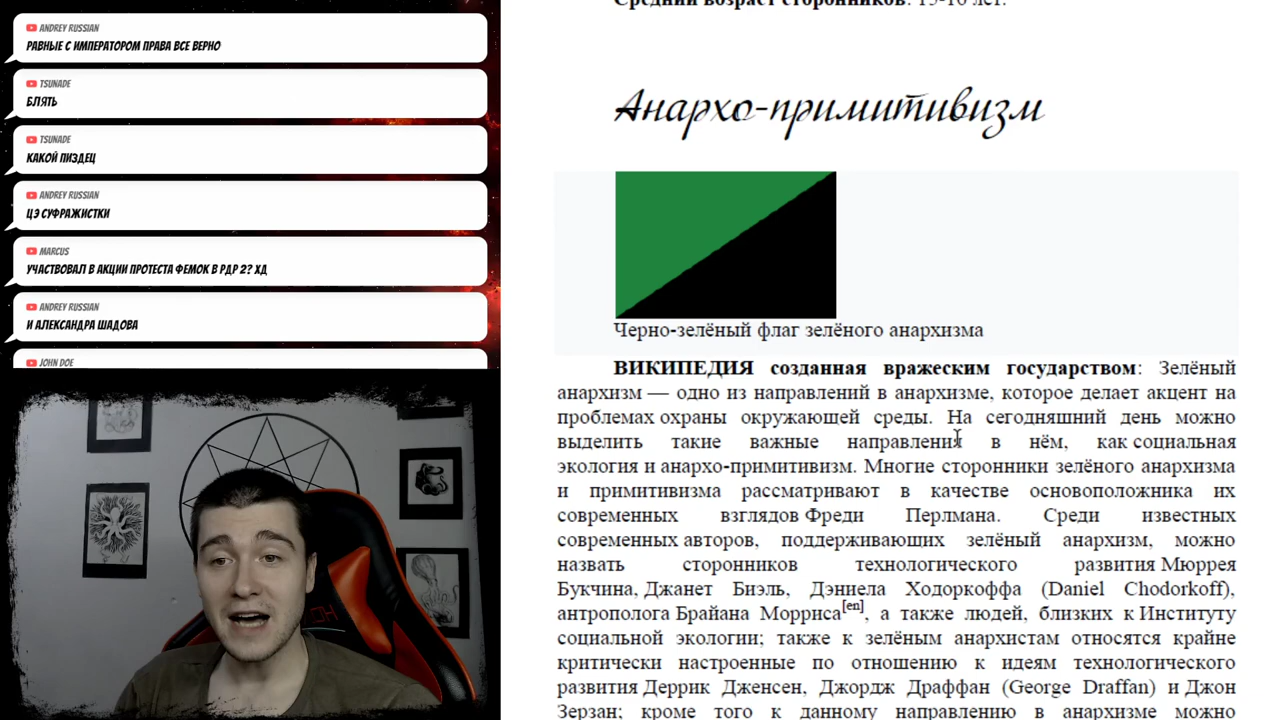 ANDREY RUSSIAN
РАВНЫЕ С ИМПЕРАТОРОМ ПРАВА ВСЕ ВЕРНО
TSUNADE
БЛЯТЬ
TSUNADE
КАКОЙ ПИЗДЕЦ
ANDREY RUSSIAN
ЦЭ СУФРАЖИСТКИ
MARCUS
УЧАСТВОВАЛ В АКЦИИ ПРОТЕСТА ФЕМОК В РДР 2? ХД
ANDREY RUSSIAN
И АЛЕКСАНДРА ШАДОВА
JOHN DOE
Средний возраст сторонников: 15-16 лет.
Анархо-примитивизм
Черно-зелёный флаг зелёного анархизма
ВИКИПЕДИЯ созданная вражеским государством: Зелёный
анархизм — одно из направлений в анархизме, которое делает акцент на
проблемах охраны окружающей среды. На сегодняшний день можно
выделить такие важные направления в нём, как социальная
экология и анархо-примитивизм. Многие сторонники зелёного анархизма
и примитивизма рассматривают в качестве основоположника их
современных взглядов Фреди Перлмана. Среди известных
современных авторов, поддерживающих зелёный анархизм, можно
назвать сторонников технологического развития Мюррея
Букчина, Джанет Биэль, Дэниела Ходоркоффа (Daniel Chodorkoff),
антрополога Брайана Морриса[en], а также людей, близких к Институту
социальной экологии; также к зелёным анархистам относятся крайне
критически настроенные по отношению к идеям технологического
развития Деррик Дженсен, Джордж Драффан (George Draffan) и Джон
Зерзан; кроме того к данному направлению в анархизме можно